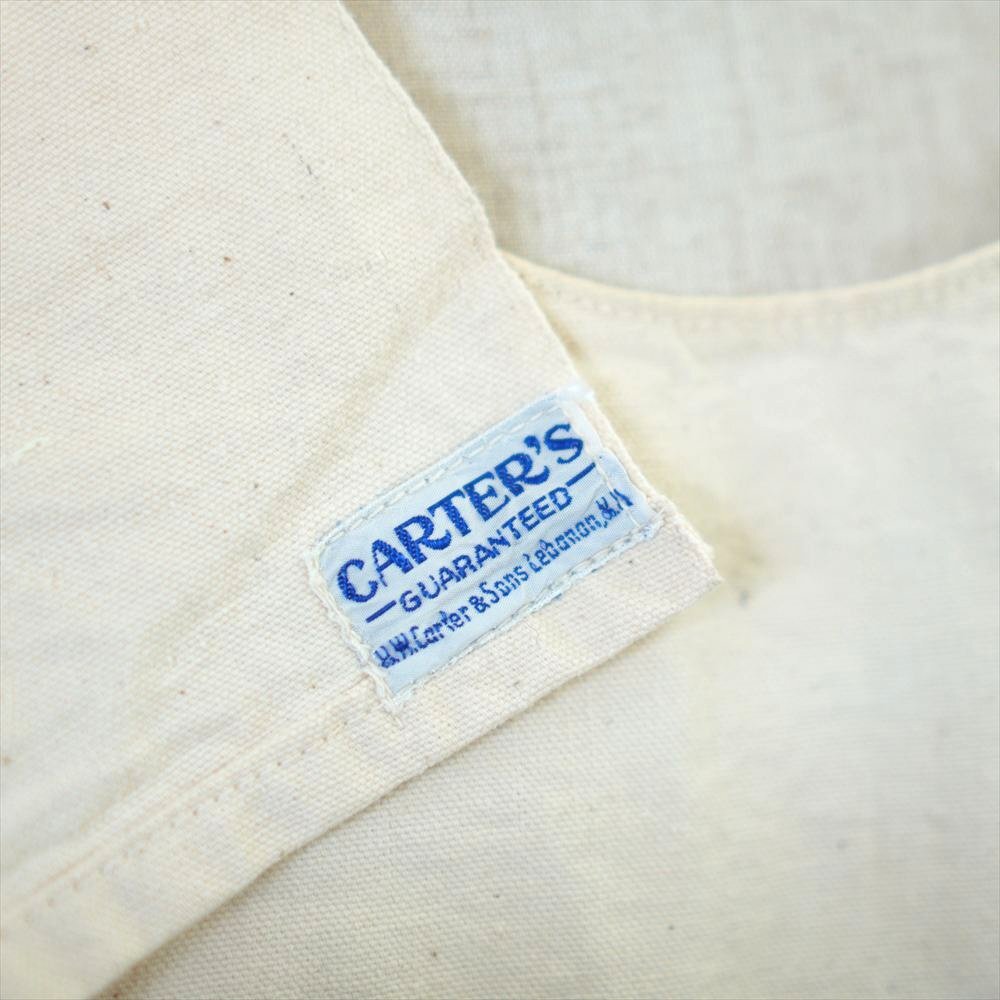 CARTER'S
GUARANTEED
H.W. Carter & Sons Lebanon, N.H